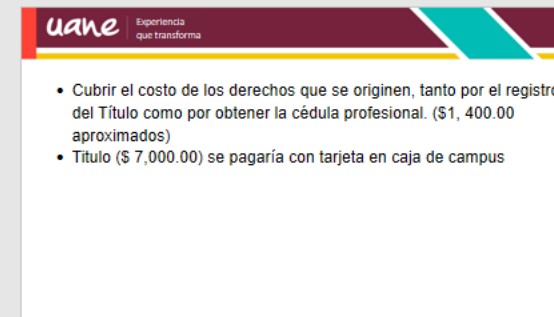 uane
Experiencia
que transforma
• Cubrir el costo de los derechos que se originen, tanto por el registro
del Título como por obtener la cédula profesional. ($1, 400.00
aproximados)
• Titulo ($ 7,000.00) se pagaría con tarjeta en caja de campus